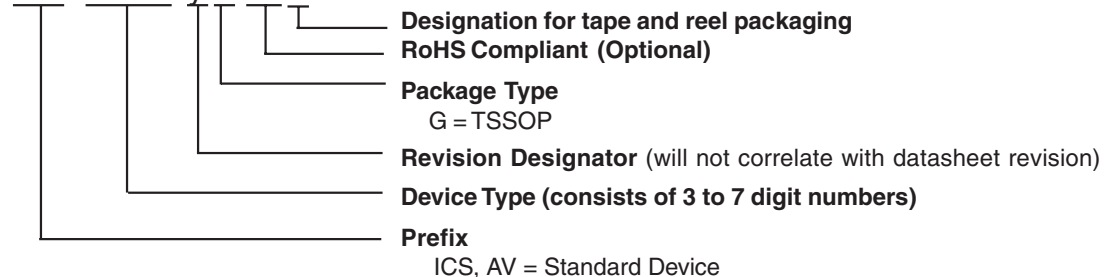 Designation for tape and reel packaging
RoHS Compliant (Optional)
Package Type
G = TSSOP
Revision Designator (will not correlate with datasheet revision)
Device Type (consists of 3 to 7 digit numbers)
Prefix
ICS, AV = Standard Device